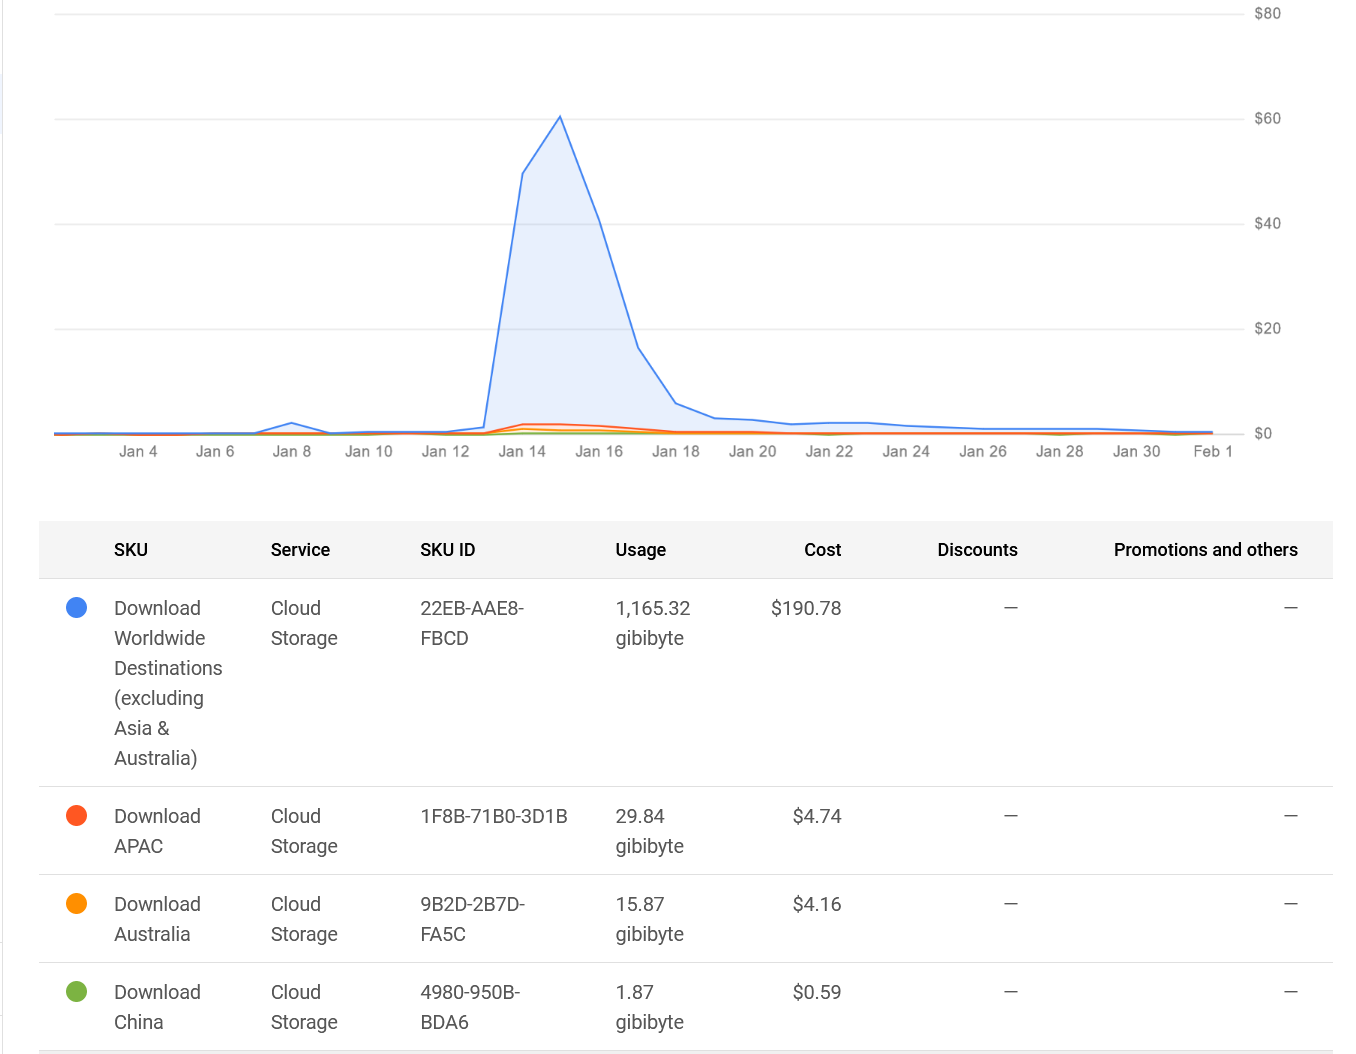 $80
$60
$40
$20
$0
Jan 4 Jan 6 Jan 8 Jan 10 Jan 12 Jan 14 Jan 16 Jan 18 Jan 20 Jan 22 Jan 24 Jan 26 Jan 28 Jan 30 Feb 1
SKU Service SKU ID Usage Cost Discounts Promotions and others
Download Cloud 22EB-AAE8- 1,165.32 $190.78 — —
Worldwide Storage FBCD gibibyte
Destinations
(excluding
Asia &
Australia)
Download Cloud 1F8B-71B0-3D1B 29.84 $4.74 — —
APAC Storage gibibyte
Download Cloud 9B2D-2B7D- 15.87 $4.16 — —
Australia Storage FA5C gibibyte
Download Cloud 4980-950B- 1.87 $0.59 — —
China Storage BDA6 gibibyte